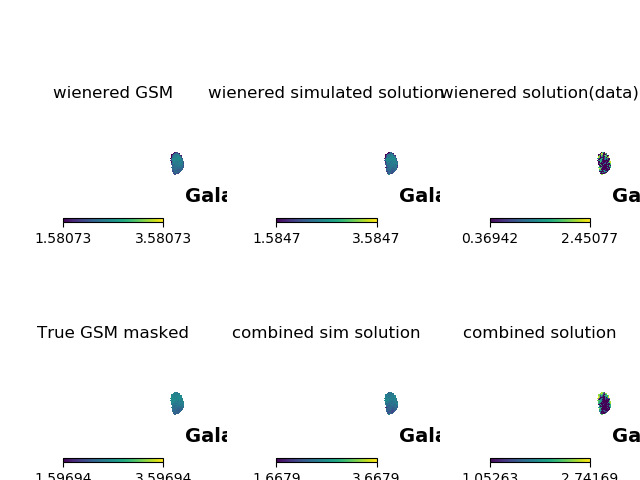 wienered GSM
wienered simulated solution
wienered solution(data)
Gala
Gala
Ga
1.58073 3.58073
1.5847 3.5847
0.36942 2.45077
True GSM masked
combined sim solution
combined solution
Gala
Gala
Ga
1.59694 3.59694
1.6679 3.6679
1.05263 2.74169